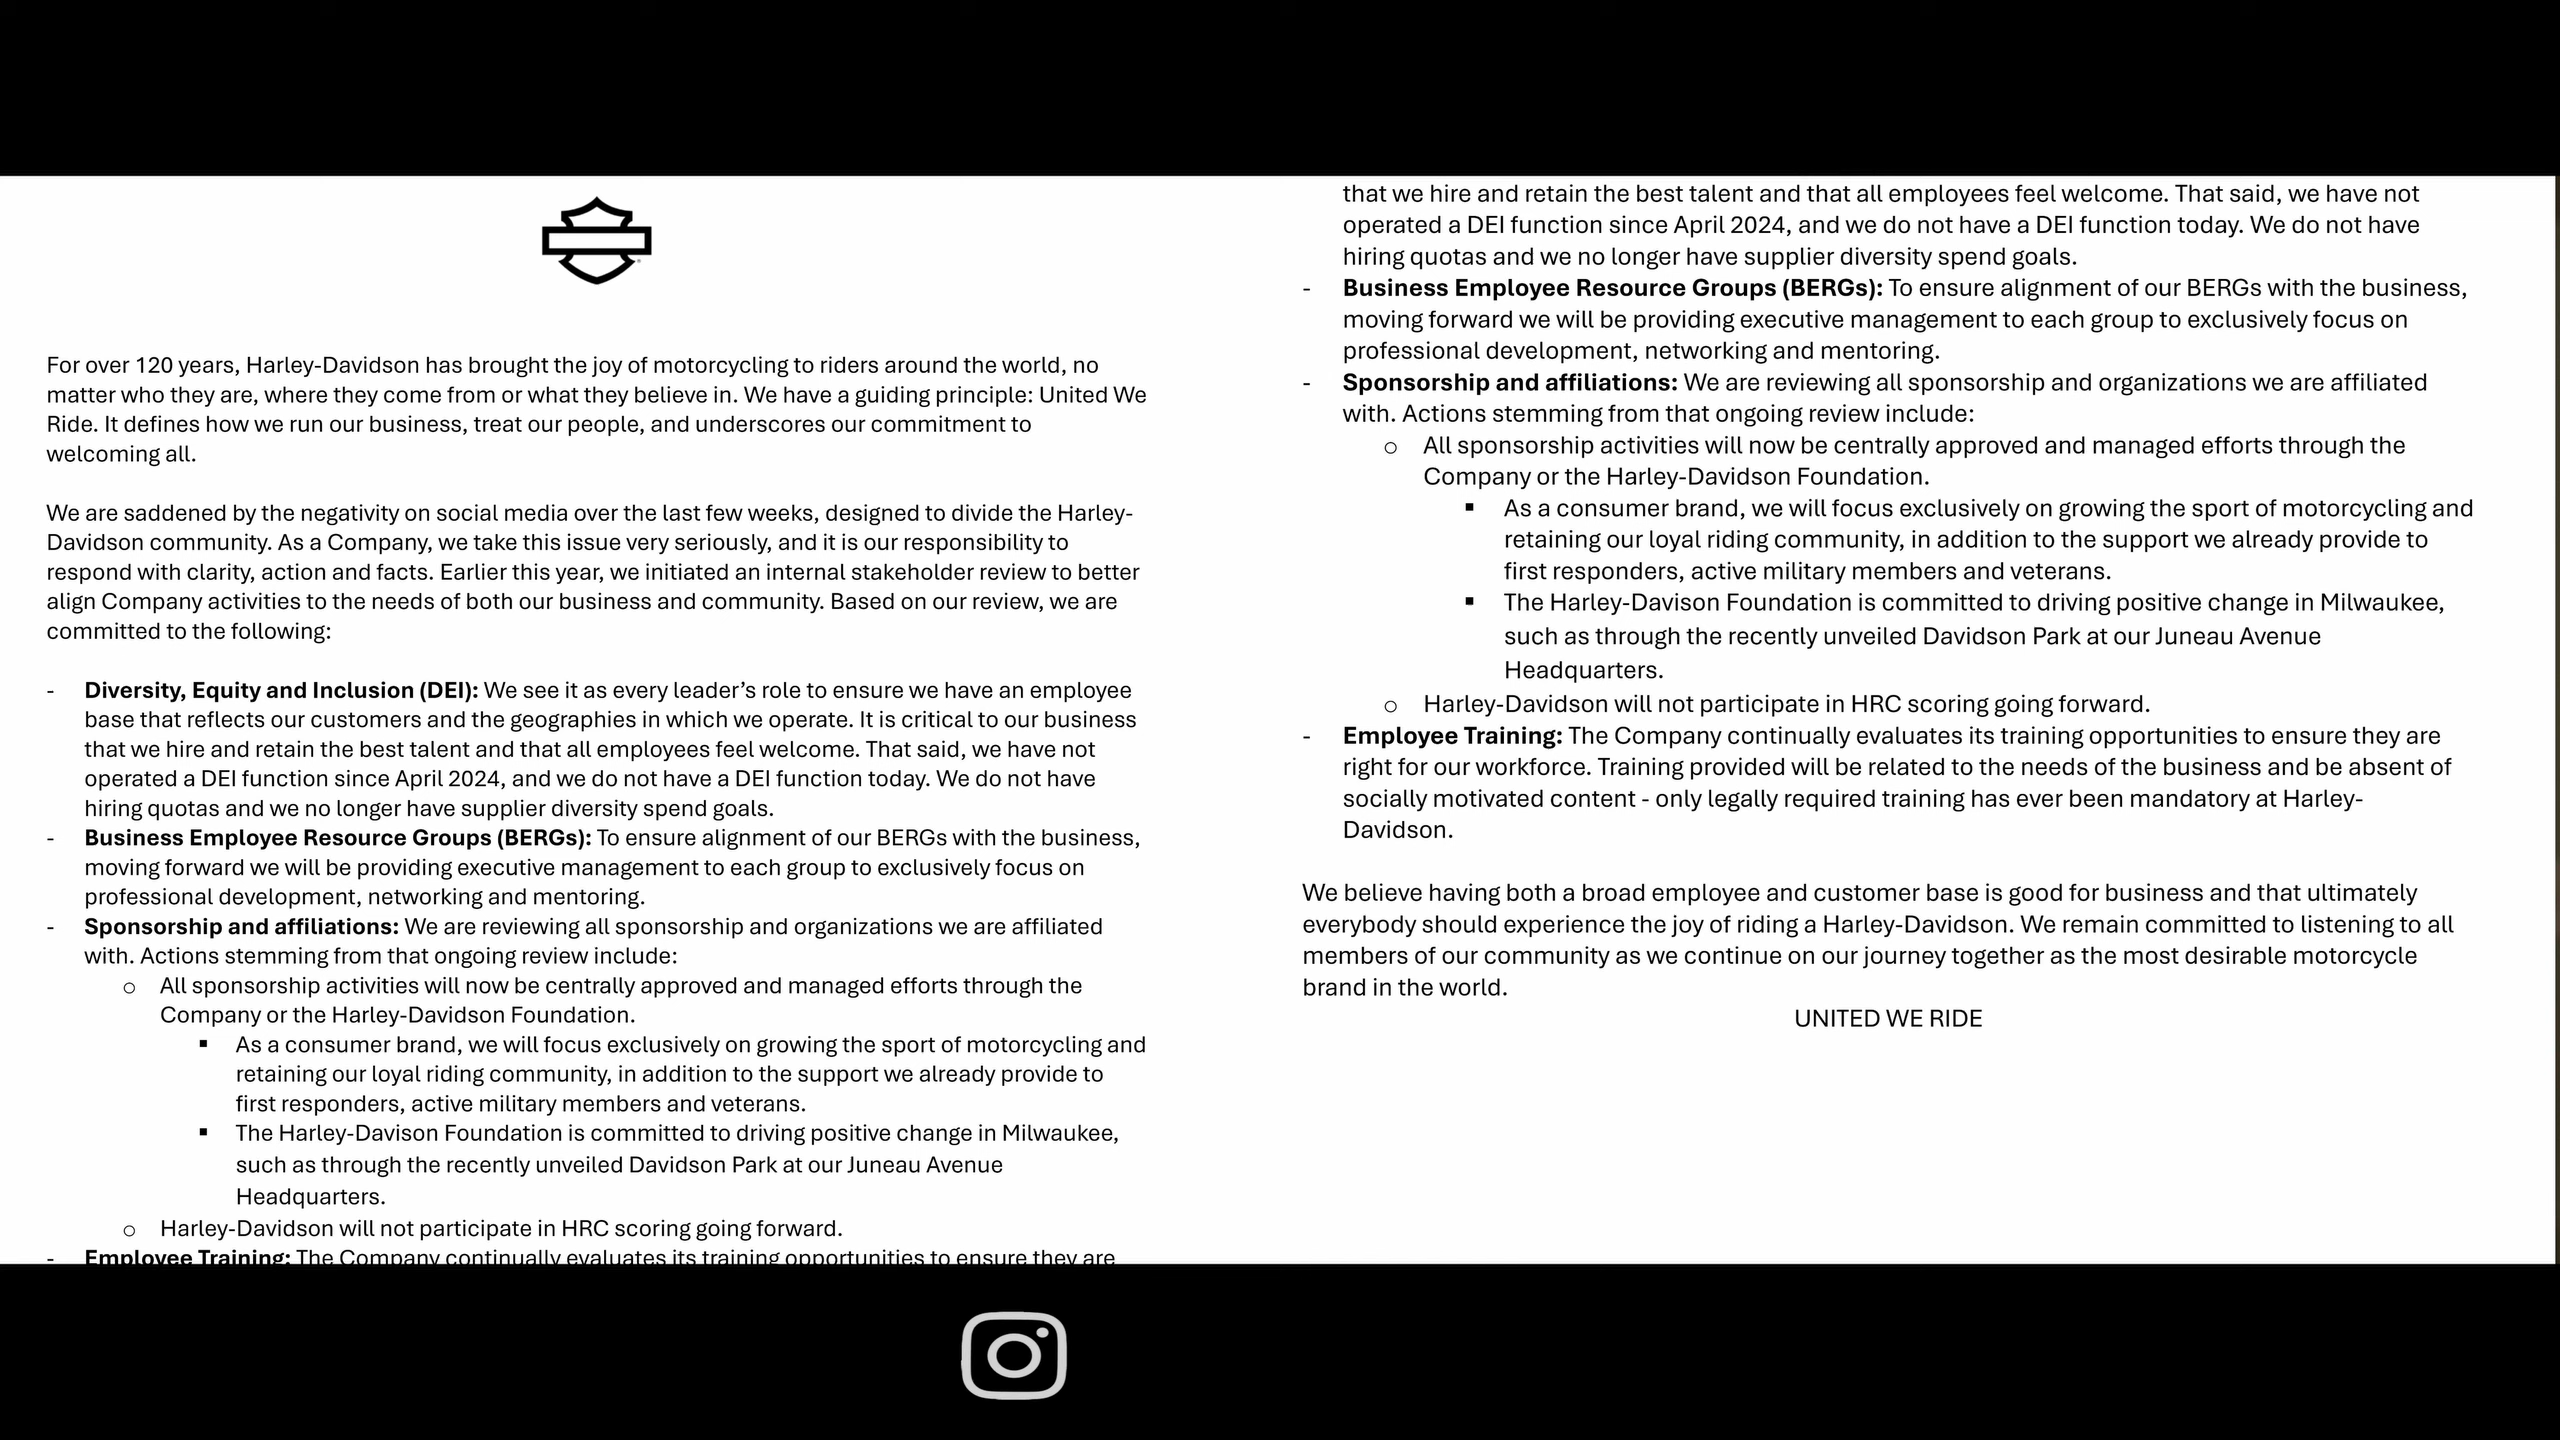 For over 120 years, Harley-Davidson has brought the joy of motorcycling to riders around the world, no
matter who they are, where they come from or what they believe in. We have a guiding principle: United We
Ride. It defines how we run our business, treat our people, and underscores our commitment to
welcoming all.
We are saddened by the negativity on social media over the last few weeks, designed to divide the Harley-
Davidson community. As a Company, we take this issue very seriously, and it is our responsibility to
respond with clarity, action and facts. Earlier this year, we initiated an internal stakeholder review to better
align Company activities to the needs of both our business and community. Based on our review, we are
committed to the following:
- Diversity, Equity and Inclusion (DEI): We see it as every leader’s role to ensure we have an employee
base that reflects our customers and the geographies in which we operate. It is critical to our business
that we hire and retain the best talent and that all employees feel welcome. That said, we have not
operated a DEI function since April 2024, and we do not have a DEI function today. We do not have
hiring quotas and we no longer have supplier diversity spend goals.
- Business Employee Resource Groups (BERGs): To ensure alignment of our BERGs with the business,
moving forward we will be providing executive management to each group to exclusively focus on
professional development, networking and mentoring.
- Sponsorship and affiliations: We are reviewing all sponsorship and organizations we are affiliated
with. Actions stemming from that ongoing review include:
o All sponsorship activities will now be centrally approved and managed efforts through the
Company or the Harley-Davidson Foundation.
▪ As a consumer brand, we will focus exclusively on growing the sport of motorcycling and
retaining our loyal riding community, in addition to the support we already provide to
first responders, active military members and veterans.
▪ The Harley-Davison Foundation is committed to driving positive change in Milwaukee,
such as through the recently unveiled Davidson Park at our Juneau Avenue
Headquarters.
o Harley-Davidson will not participate in HRC scoring going forward.
- Employee Training: The Company continually evaluates its training opportunities to ensure they are
that we hire and retain the best talent and that all employees feel welcome. That said, we have not
operated a DEI function since April 2024, and we do not have a DEI function today. We do not have
hiring quotas and we no longer have supplier diversity spend goals.
- Business Employee Resource Groups (BERGs): To ensure alignment of our BERGs with the business,
moving forward we will be providing executive management to each group to exclusively focus on
professional development, networking and mentoring.
- Sponsorship and affiliations: We are reviewing all sponsorship and organizations we are affiliated
with. Actions stemming from that ongoing review include:
o All sponsorship activities will now be centrally approved and managed efforts through the
Company or the Harley-Davidson Foundation.
▪ As a consumer brand, we will focus exclusively on growing the sport of motorcycling and
retaining our loyal riding community, in addition to the support we already provide to
first responders, active military members and veterans.
▪ The Harley-Davison Foundation is committed to driving positive change in Milwaukee,
such as through the recently unveiled Davidson Park at our Juneau Avenue
Headquarters.
o Harley-Davidson will not participate in HRC scoring going forward.
- Employee Training: The Company continually evaluates its training opportunities to ensure they are
right for our workforce. Training provided will be related to the needs of the business and be absent of
socially motivated content - only legally required training has ever been mandatory at Harley-
Davidson.
We believe having both a broad employee and customer base is good for business and that ultimately
everybody should experience the joy of riding a Harley-Davidson. We remain committed to listening to all
members of our community as we continue on our journey together as the most desirable motorcycle
brand in the world.
UNITED WE RIDE